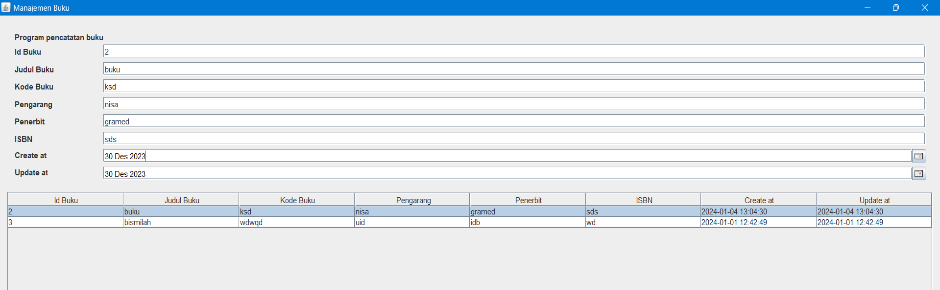 Manajemen Buku
Program pencatatan buku
Id Buku 2
Judul Buku buku
Kode Buku ksd
Pengarang nisa
Penerbit gramed
ISBN sds
Create at 30 Des 2023
Update at 30 Des 2023
Id Buku Judul Buku Kode Buku Pengarang Penerbit ISBN Create at Update at
2 buku ksd nisa gramed sds 2024-01-04 13:04:30 2024-01-04 13:04:30
3 bismilah wdwqd uid idb wd 2024-01-01 12:42:49 2024-01-01 12:42:49